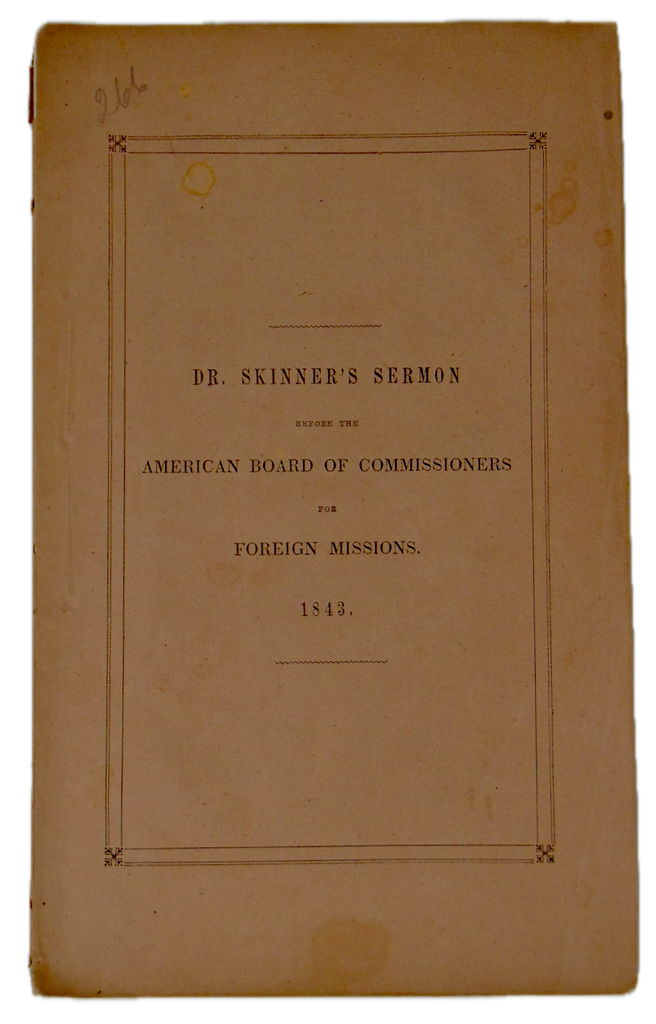 266
DR. SKINNER'S SERMON
BEFORE THE
AMERICAN BOARD OF COMMISSIONERS
FOR
FOREIGN MISSIONS.
1843.